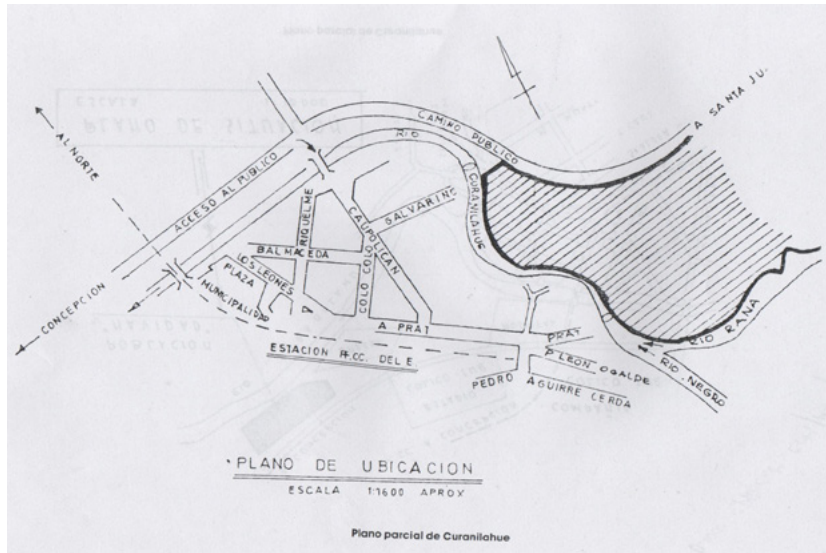 CAMINO PUBLICO
RIO
CURANILAHUE
A SANTA JU.
AL NORTE
ACCESO AL PUBLICO
CONCEPCION
RIQUELME
CAUPOLICAN
GALVARINO
BALMACEDA
COLO COLO
LOS LEONES
PLAZA
MUNICIPALIDAD
A PRAT
PRAT
ESTACION FF.CC. DEL E.
P. LEON OGALDE
PEDRO AGUIRRE CERDA
RIO RANA
RIO NEGRO
PLANO DE UBICACION
ESCALA 1:1600 APROX
Plano parcial de Curanilahue